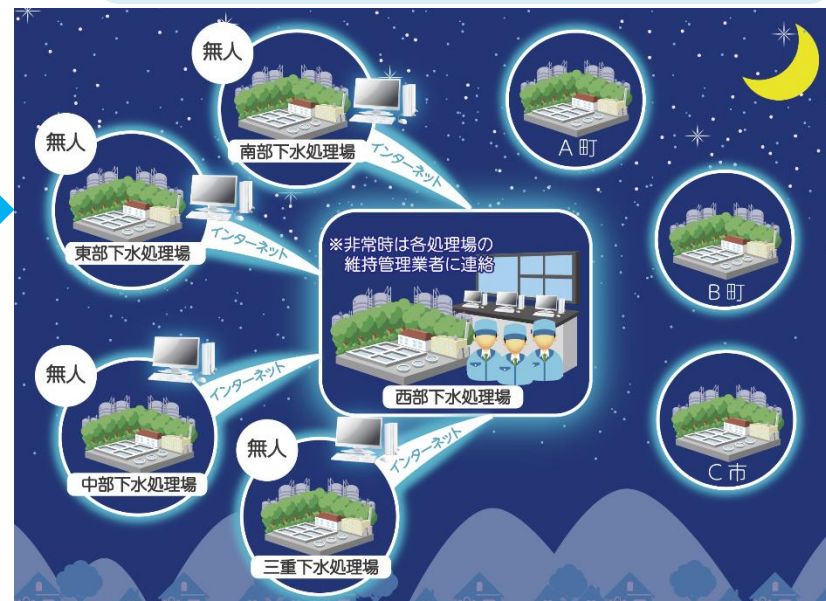 無人
南部下水処理場
インターネット
A町
無人
東部下水処理場
インターネット
B町
※非常時は各処理場の
維持管理業者に連絡
西部下水処理場
無人
中部下水処理場
インターネット
C市
無人
三重下水処理場
インターネット